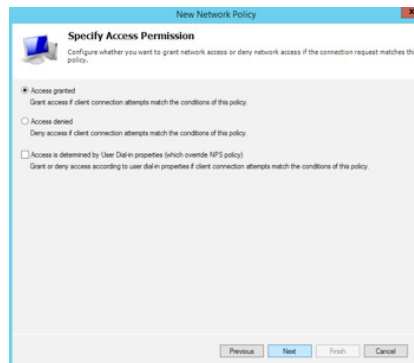 New Network Policy
Specify Access Permission
Configure whether you want to grant network access or deny network access if the connection request matches this
policy.
Access granted
Grant access if client connection attempts match the conditions of this policy.
Access denied
Deny access if client connection attempts match the conditions of this policy.
Access is determined by User Dial-in properties (which override NPS policy)
Grant or deny access according to user dial-in properties if client connection attempts match the conditions of this policy.
Previous Next Finish Cancel